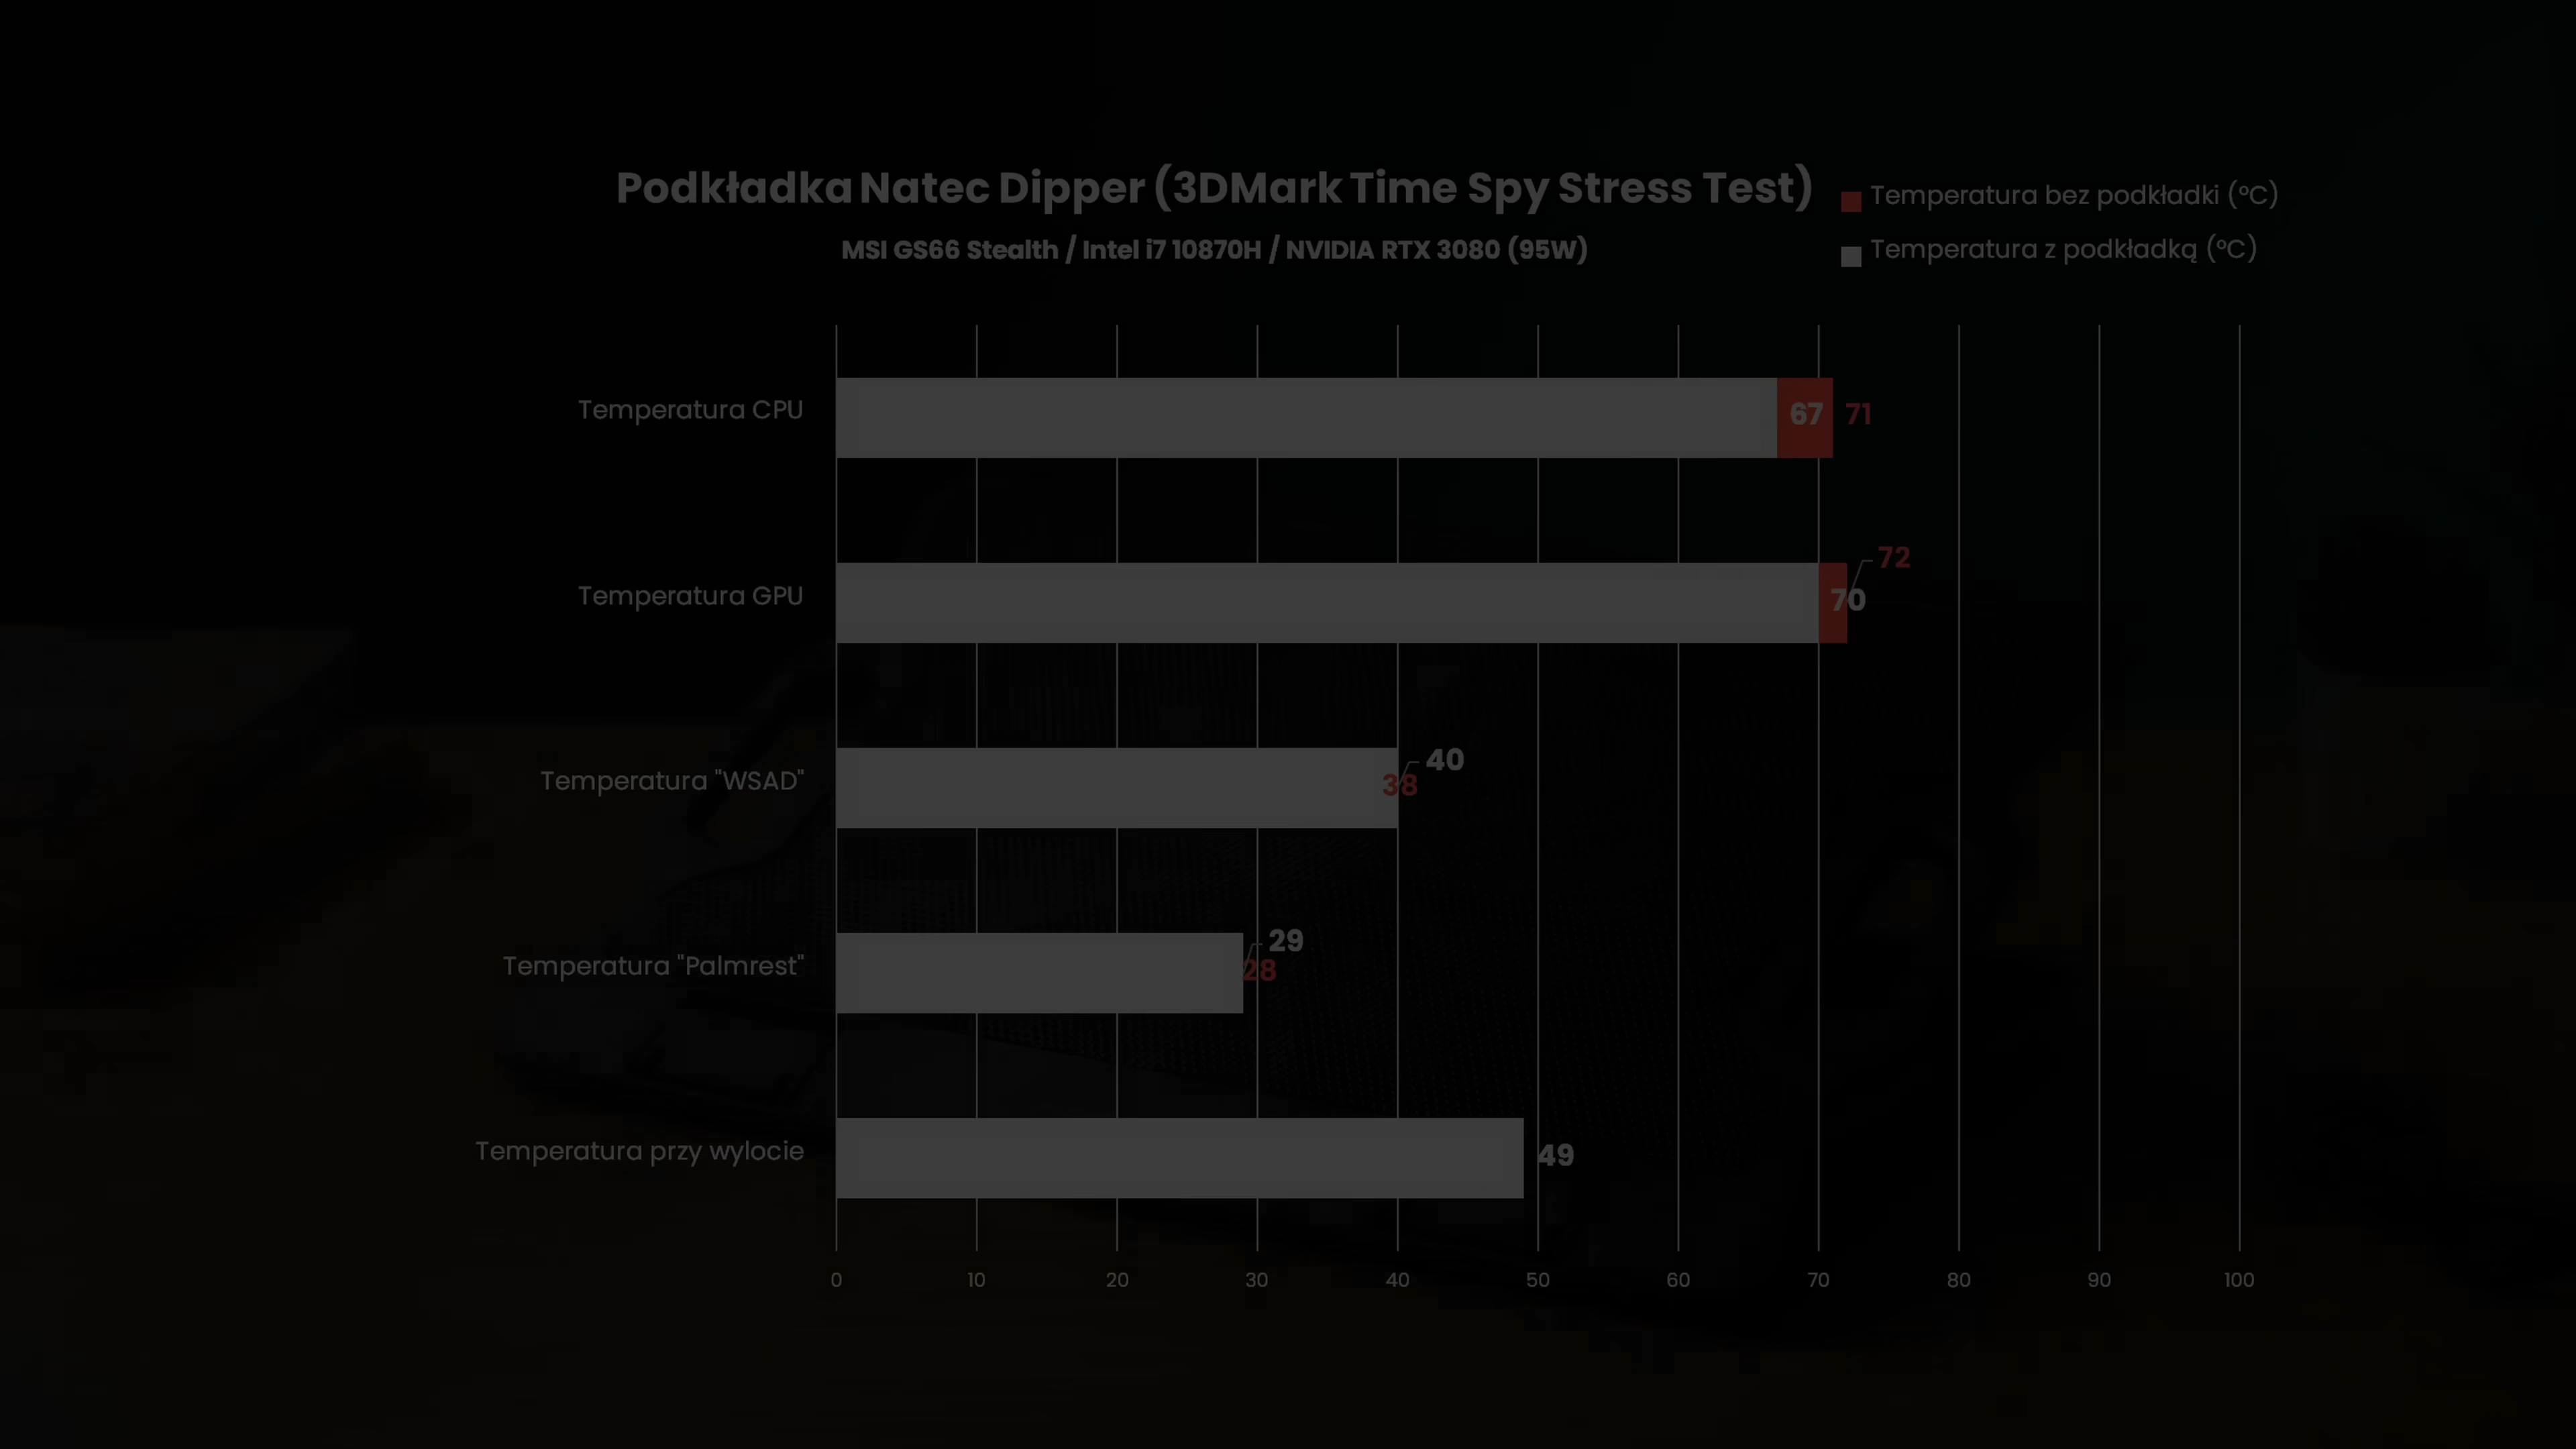 Podkładka Natec Dipper (3DMark Time Spy Stress Test)
MSI GS66 Stealth / Intel i7 10870H / NVIDIA RTX 3080 (95W)
Temperatura bez podkładki (°C)
Temperatura z podkładką (°C)
Temperatura CPU
67
71
Temperatura GPU
72
70
Temperatura "WSAD"
40
38
Temperatura "Palmrest"
29
28
Temperatura przy wylocie
49
0 10 20 30 40 50 60 70 80 90 100